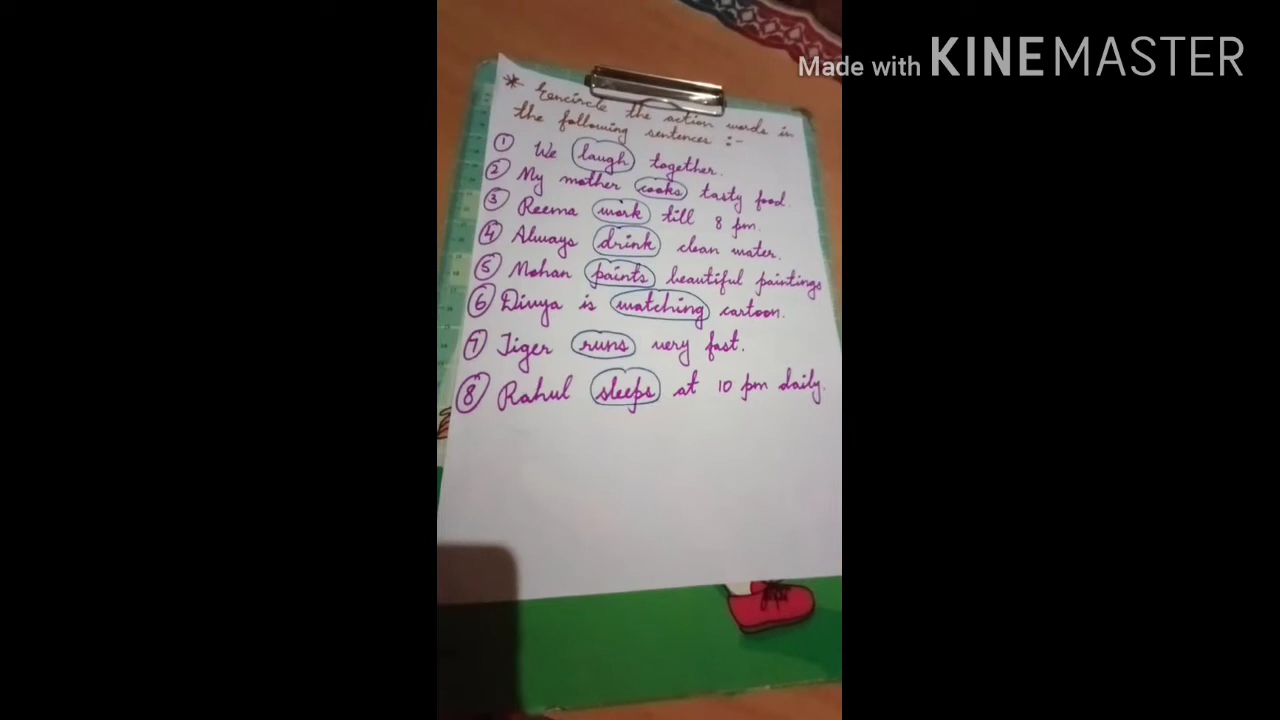 Made with KINEMASTER
* Eencircle the action words in
the following sentences :-
① We laugh together.
② My mother cooks tasty food.
③ Reema work till 8 pm.
④ Always drink clean water.
⑤ Mohan paints beautiful paintings
⑥ Divya is watching cartoon.
⑦ Tiger runs very fast.
⑧ Rahul sleeps at 10 pm daily.